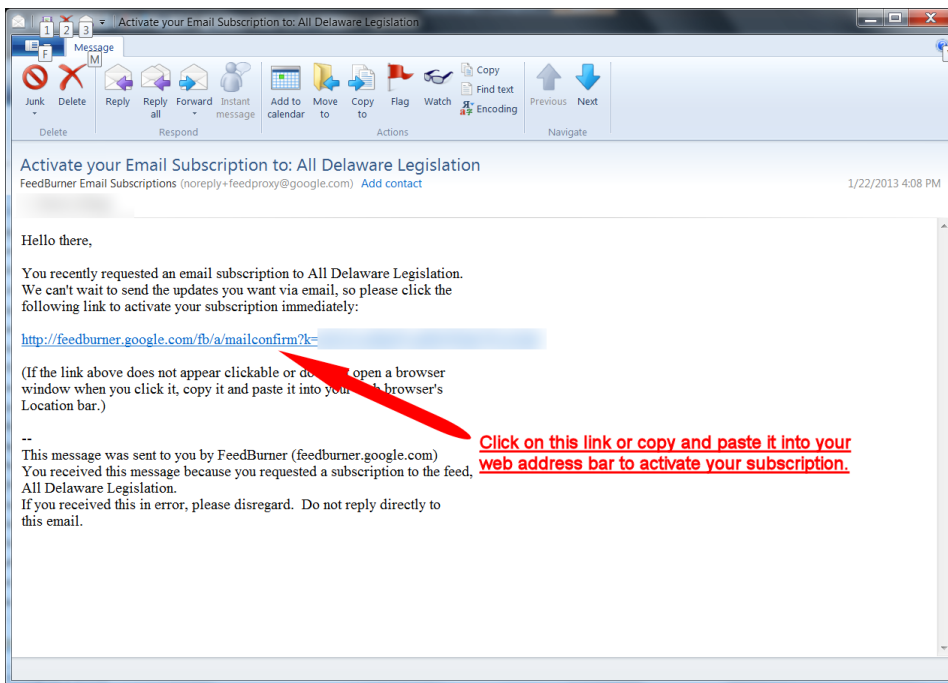 1 2 3 Activate your Email Subscription to: All Delaware Legislation
F Message
M
Junk Delete Reply Reply all Forward Instant message Add to calendar Move to Copy to Flag Watch Copy Find text Encoding Previous Next
Delete Respond Actions Navigate
Activate your Email Subscription to: All Delaware Legislation
FeedBurner Email Subscriptions (noreply+feedproxy@google.com) Add contact 1/22/2013 4:08 PM
Hello there,
You recently requested an email subscription to All Delaware Legislation.
We can't wait to send the updates you want via email, so please click the
following link to activate your subscription immediately:
http://feedburner.google.com/fb/a/mailconfirm?k=
(If the link above does not appear clickable or do open a browser
window when you click it, copy it and paste it into your browser's
Location bar.)
--
This message was sent to you by FeedBurner (feedburner.google.com)
You received this message because you requested a subscription to the feed,
All Delaware Legislation.
If you received this in error, please disregard. Do not reply directly to
this email.
Click on this link or copy and paste it into your
web address bar to activate your subscription.